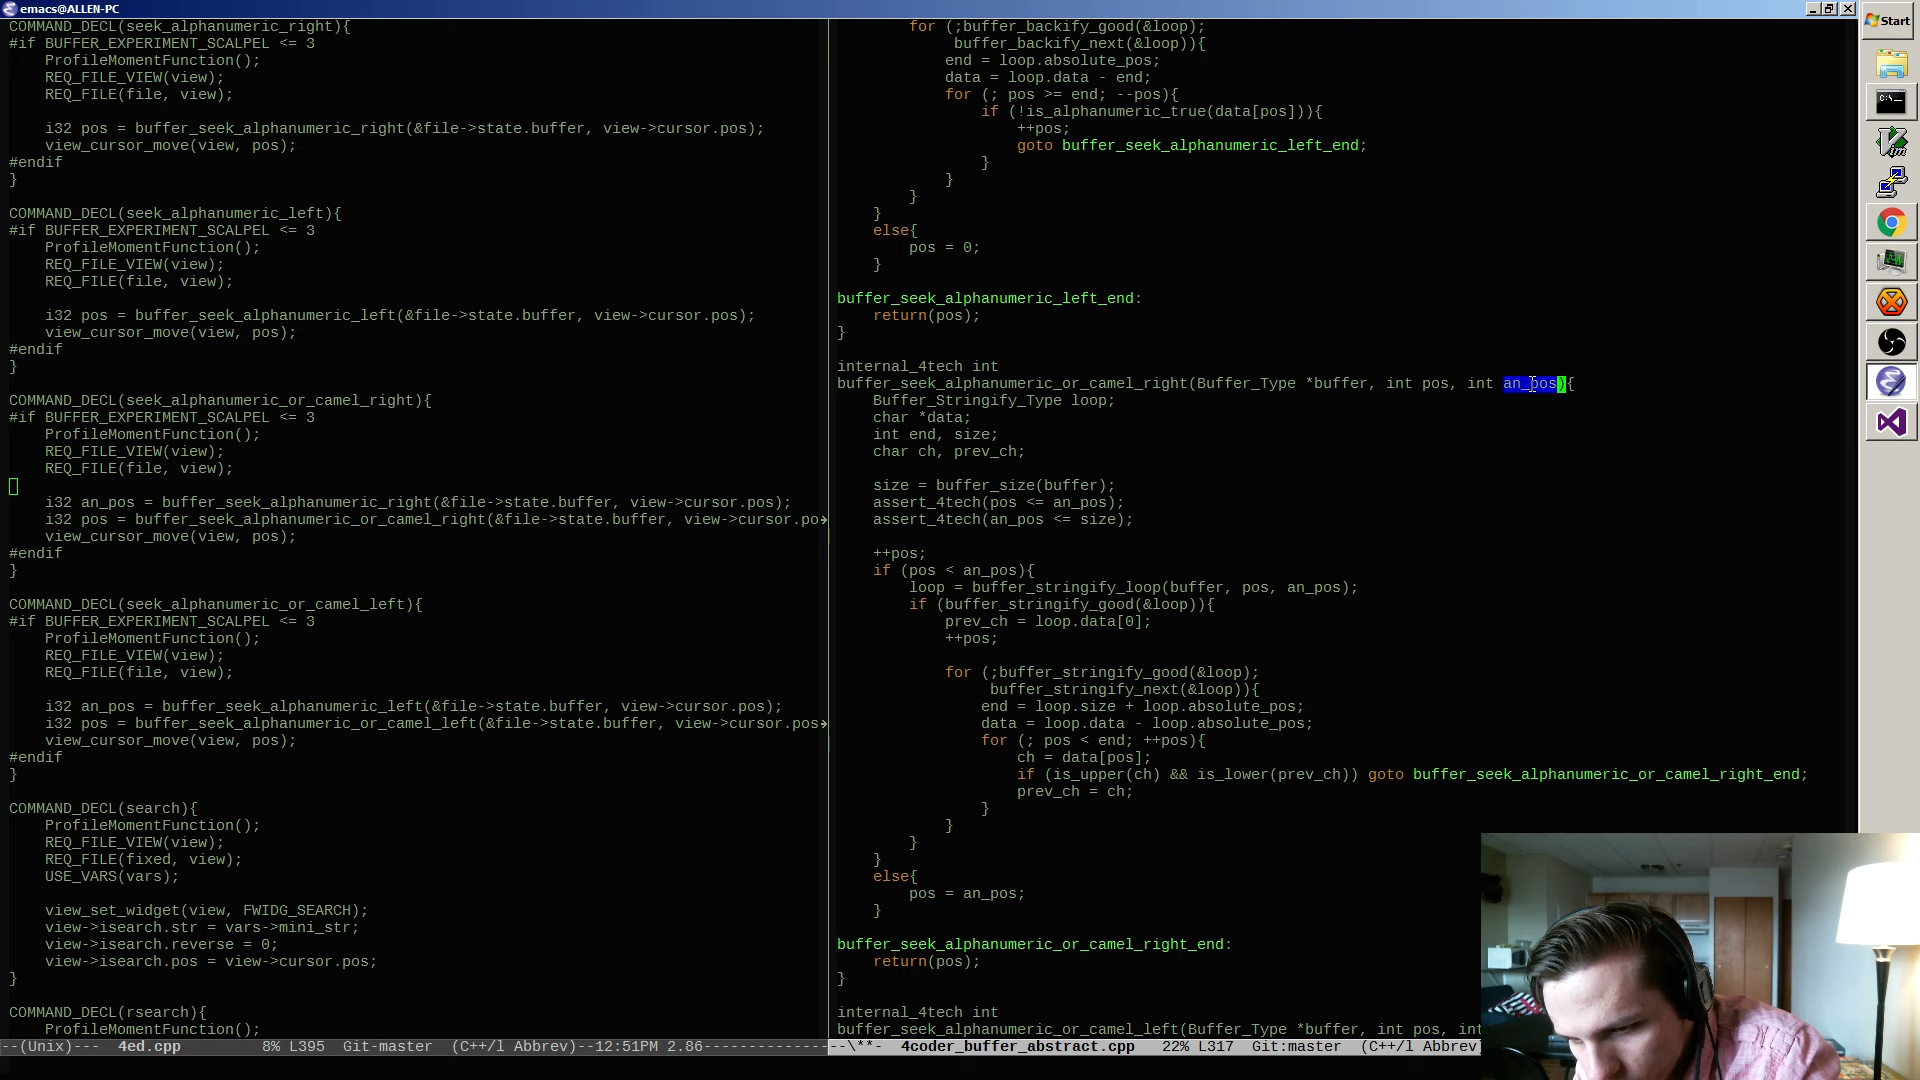 emacs@ALLEN-PC
COMMAND_DECL(seek_alphanumeric_right){
#if BUFFER_EXPERIMENT_SCALPEL <= 3
    ProfileMomentFunction();
    REQ_FILE_VIEW(view);
    REQ_FILE(file, view);
    i32 pos = buffer_seek_alphanumeric_right(&file->state.buffer, view->cursor.pos);
    view_cursor_move(view, pos);
#endif
}
COMMAND_DECL(seek_alphanumeric_left){
#if BUFFER_EXPERIMENT_SCALPEL <= 3
    ProfileMomentFunction();
    REQ_FILE_VIEW(view);
    REQ_FILE(file, view);
    i32 pos = buffer_seek_alphanumeric_left(&file->state.buffer, view->cursor.pos);
    view_cursor_move(view, pos);
#endif
}
COMMAND_DECL(seek_alphanumeric_or_camel_right){
#if BUFFER_EXPERIMENT_SCALPEL <= 3
    ProfileMomentFunction();
    REQ_FILE_VIEW(view);
    REQ_FILE(file, view);
    i32 an_pos = buffer_seek_alphanumeric_right(&file->state.buffer, view->cursor.pos);
    i32 pos = buffer_seek_alphanumeric_or_camel_right(&file->state.buffer, view->cursor.po→
    view_cursor_move(view, pos);
#endif
}
COMMAND_DECL(seek_alphanumeric_or_camel_left){
#if BUFFER_EXPERIMENT_SCALPEL <= 3
    ProfileMomentFunction();
    REQ_FILE_VIEW(view);
    REQ_FILE(file, view);
    i32 an_pos = buffer_seek_alphanumeric_left(&file->state.buffer, view->cursor.pos);
    i32 pos = buffer_seek_alphanumeric_or_camel_left(&file->state.buffer, view->cursor.pos→
    view_cursor_move(view, pos);
#endif
}
COMMAND_DECL(search){
    ProfileMomentFunction();
    REQ_FILE_VIEW(view);
    REQ_FILE(fixed, view);
    USE_VARS(vars);
    view_set_widget(view, FWIDG_SEARCH);
    view->isearch.str = vars->mini_str;
    view->isearch.reverse = 0;
    view->isearch.pos = view->cursor.pos;
}
COMMAND_DECL(rsearch){
    ProfileMomentFunction();
--(Unix)---  4ed.cpp         8% L395  Git-master  (C++/l Abbrev)--12:51PM 2.86---------------
        for (;buffer_backify_good(&loop);
             buffer_backify_next(&loop)){
            end = loop.absolute_pos;
            data = loop.data - end;
            for (; pos >= end; --pos){
                if (!is_alphanumeric_true(data[pos])){
                    ++pos;
                    goto buffer_seek_alphanumeric_left_end;
                }
            }
        }
    }
    else{
        pos = 0;
    }
buffer_seek_alphanumeric_left_end:
    return(pos);
}
internal_4tech int
buffer_seek_alphanumeric_or_camel_right(Buffer_Type *buffer, int pos, int an_pos){
    Buffer_Stringify_Type loop;
    char *data;
    int end, size;
    char ch, prev_ch;
    size = buffer_size(buffer);
    assert_4tech(pos <= an_pos);
    assert_4tech(an_pos <= size);
    ++pos;
    if (pos < an_pos){
        loop = buffer_stringify_loop(buffer, pos, an_pos);
        if (buffer_stringify_good(&loop)){
            prev_ch = loop.data[0];
            ++pos;
            for (;buffer_stringify_good(&loop);
                 buffer_stringify_next(&loop)){
                end = loop.size + loop.absolute_pos;
                data = loop.data - loop.absolute_pos;
                for (; pos < end; ++pos){
                    ch = data[pos];
                    if (is_upper(ch) && is_lower(prev_ch)) goto buffer_seek_alphanumeric_or_camel_right_end;
                    prev_ch = ch;
                }
            }
        }
    }
    else{
        pos = an_pos;
    }
buffer_seek_alphanumeric_or_camel_right_end:
    return(pos);
}
internal_4tech int
buffer_seek_alphanumeric_or_camel_left(Buffer_Type *buffer, int pos, int
--\**-  4coder_buffer_abstract.cpp   22% L317  Git:master  (C++/l Abbrev
Start
C:\_
Vim